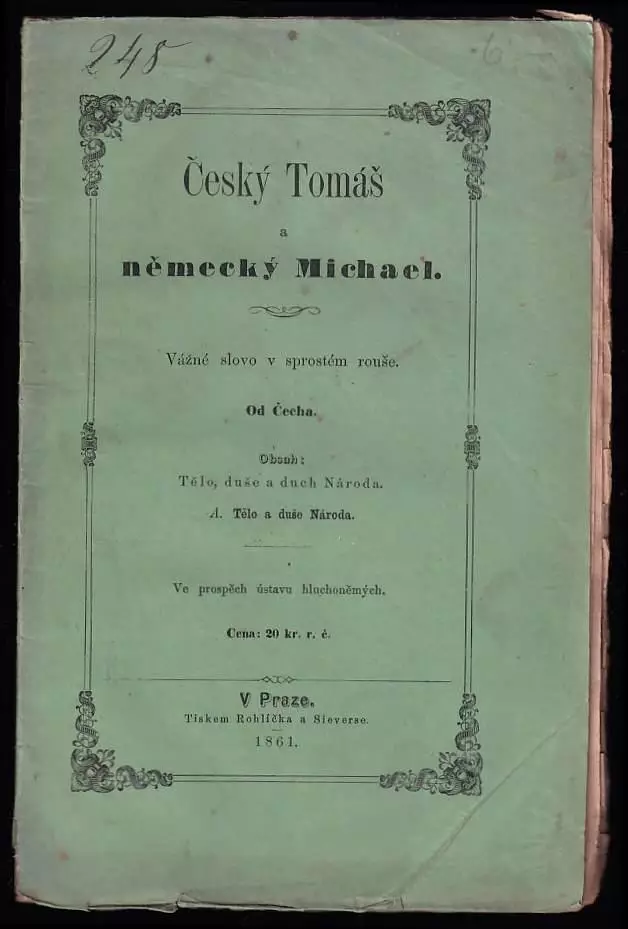 248
Český Tomáš
a
německý Michael.
Vážné slovo v sprostém rouše.
Od Čecha.
Obsah:
Tělo, duše a duch Národa.
A. Tělo a duše Národa.
Ve prospěch ústavu hluchoněmých.
Cena: 20 kr. r. č.
V Praze.
Tiskem Rohlíčka a Sieverse.
1861.